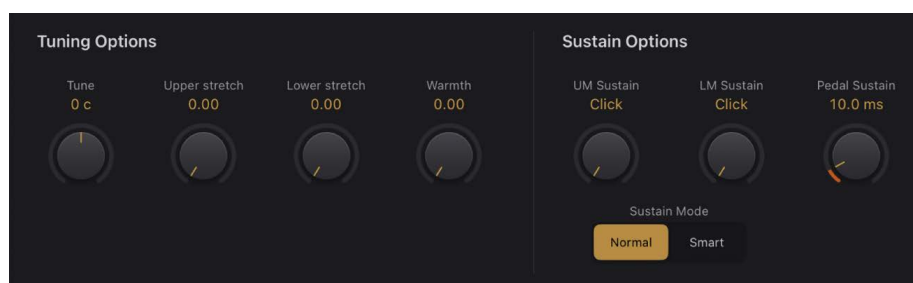 Tuning Options
Tune
0 c
Upper stretch
0.00
Lower stretch
0.00
Warmth
0.00
Sustain Options
UM Sustain
Click
LM Sustain
Click
Pedal Sustain
10.0 ms
Sustain Mode
Normal
Smart